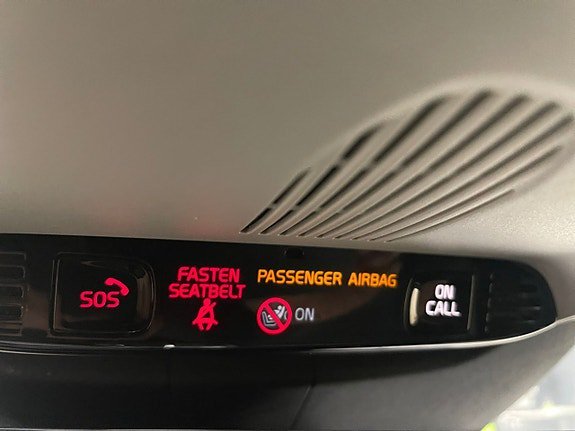 SOS
FASTEN
SEATBELT
PASSENGER AIRBAG
ON
ON
CALL